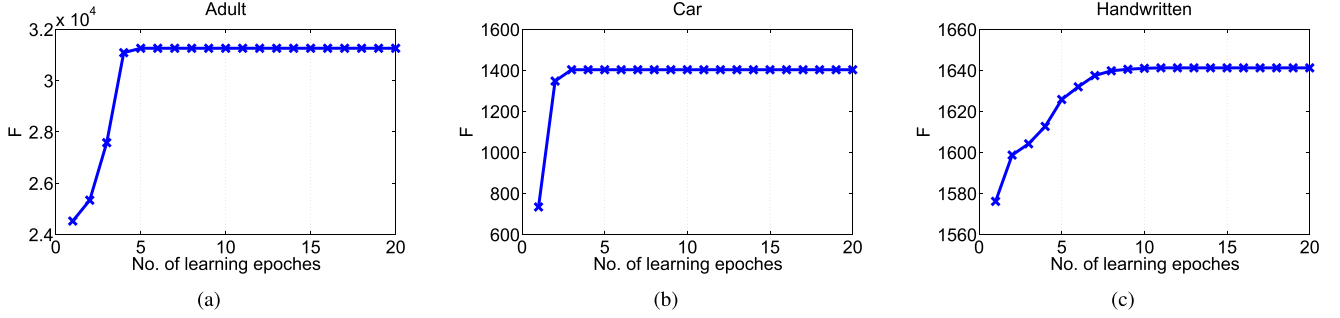 Adult
x 10^4
3.2
3
2.8
2.6
2.4
F
0 5 10 15 20
No. of learning epoches
(a)
Car
1600
1400
1200
1000
800
600
F
0 5 10 15 20
No. of learning epoches
(b)
Handwritten
1660
1640
1620
1600
1580
1560
F
0 5 10 15 20
No. of learning epoches
(c)